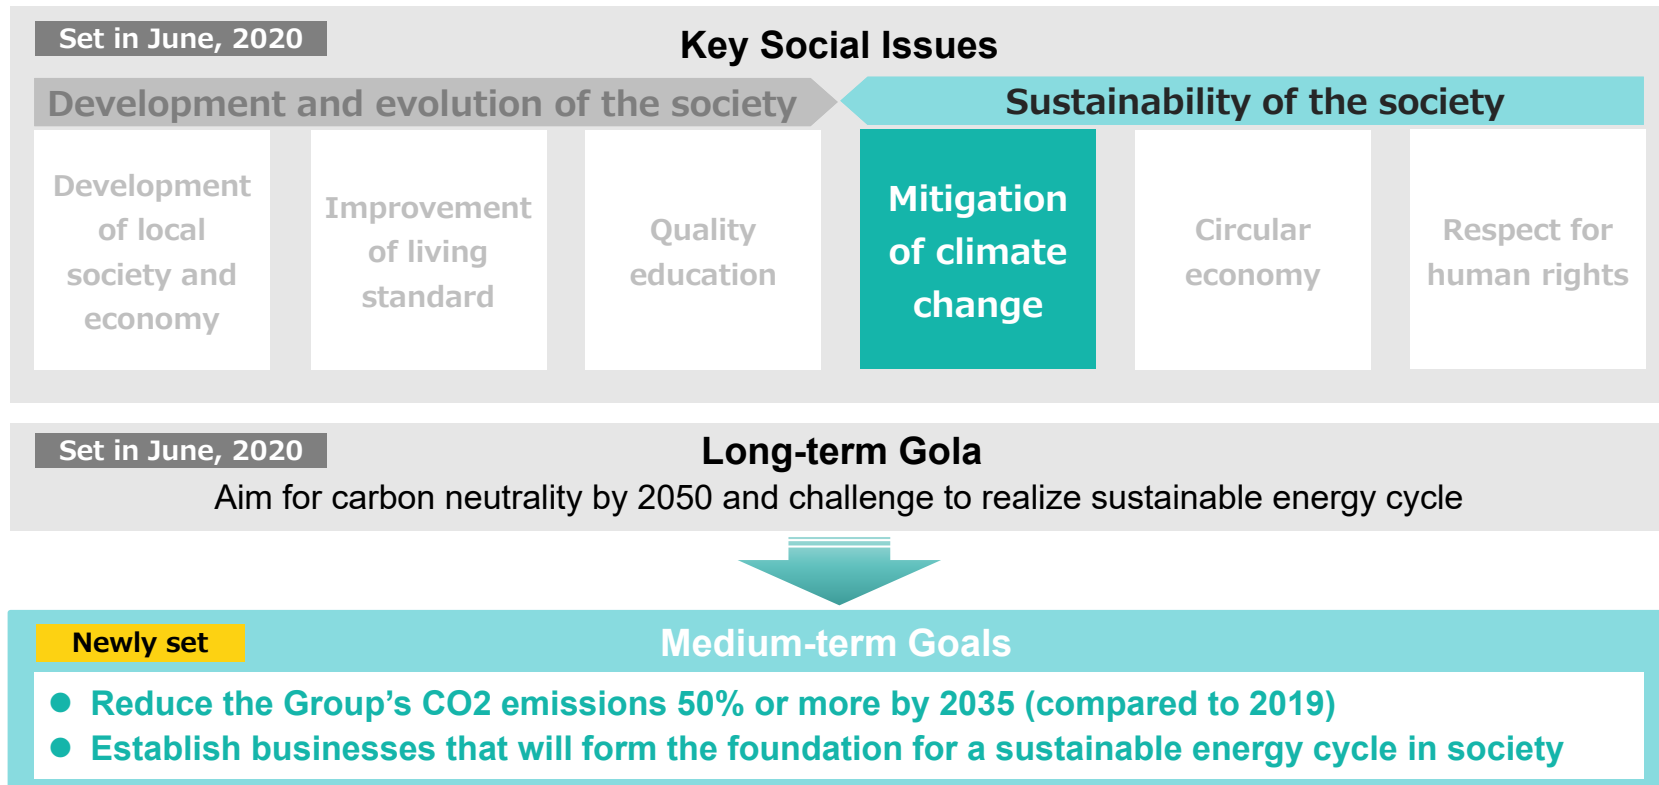 Set in June, 2020
Key Social Issues
Development and evolution of the society
Sustainability of the society
Development
of local
society and
economy
Improvement
of living
standard
Quality
education
Mitigation
of climate
change
Circular
economy
Respect for
human rights
Set in June, 2020
Long-term Gola
Aim for carbon neutrality by 2050 and challenge to realize sustainable energy cycle
Newly set
Medium-term Goals
● Reduce the Group’s CO2 emissions 50% or more by 2035 (compared to 2019)
● Establish businesses that will form the foundation for a sustainable energy cycle in society